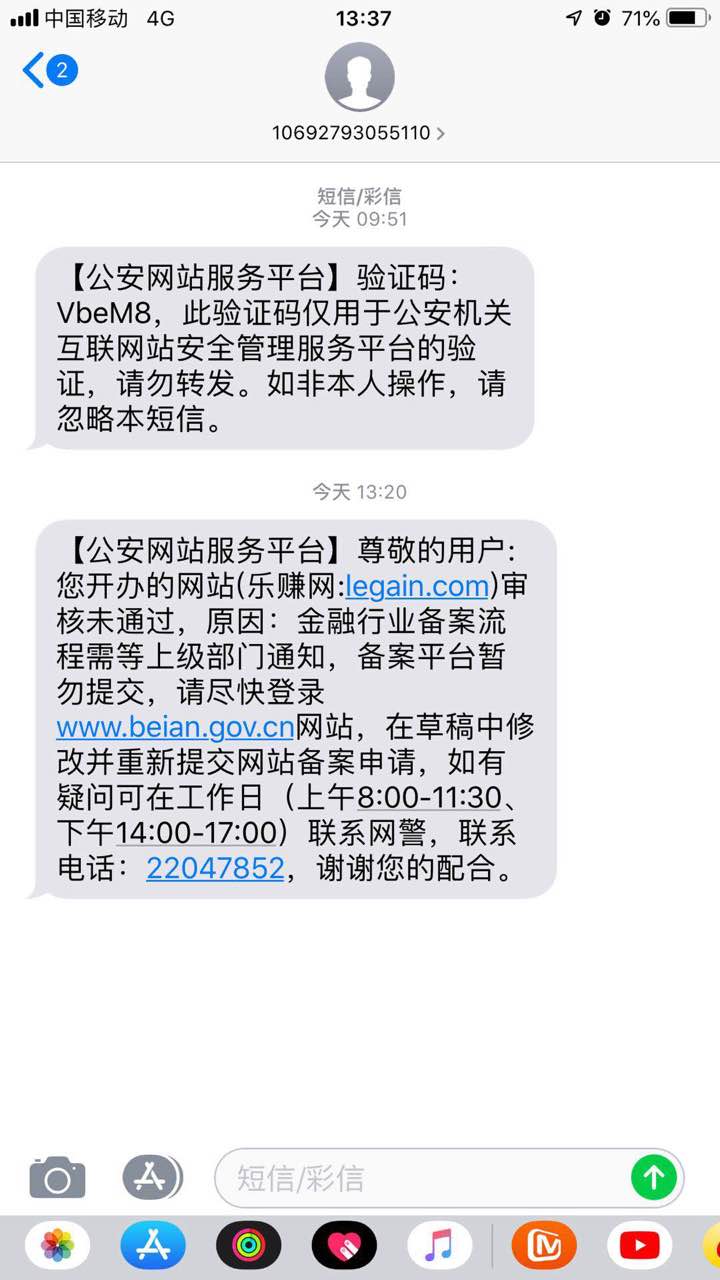 中国移动 4G 13:37 71%
2
10692793055110
短信/彩信
今天 09:51
【公安网站服务平台】验证码：
VbeM8，此验证码仅用于公安机关
互联网站安全管理服务平台的验
证，请勿转发。如非本人操作，请
忽略本短信。
今天 13:20
【公安网站服务平台】尊敬的用户：
您开办的网站(乐赚网:legain.com)审
核未通过，原因：金融行业备案流
程需等上级部门通知，备案平台暂
勿提交，请尽快登录
www.beian.gov.cn网站，在草稿中修
改并重新提交网站备案申请，如有
疑问可在工作日（上午8:00-11:30、
下午14:00-17:00）联系网警，联系
电话：22047852，谢谢您的配合。
短信/彩信